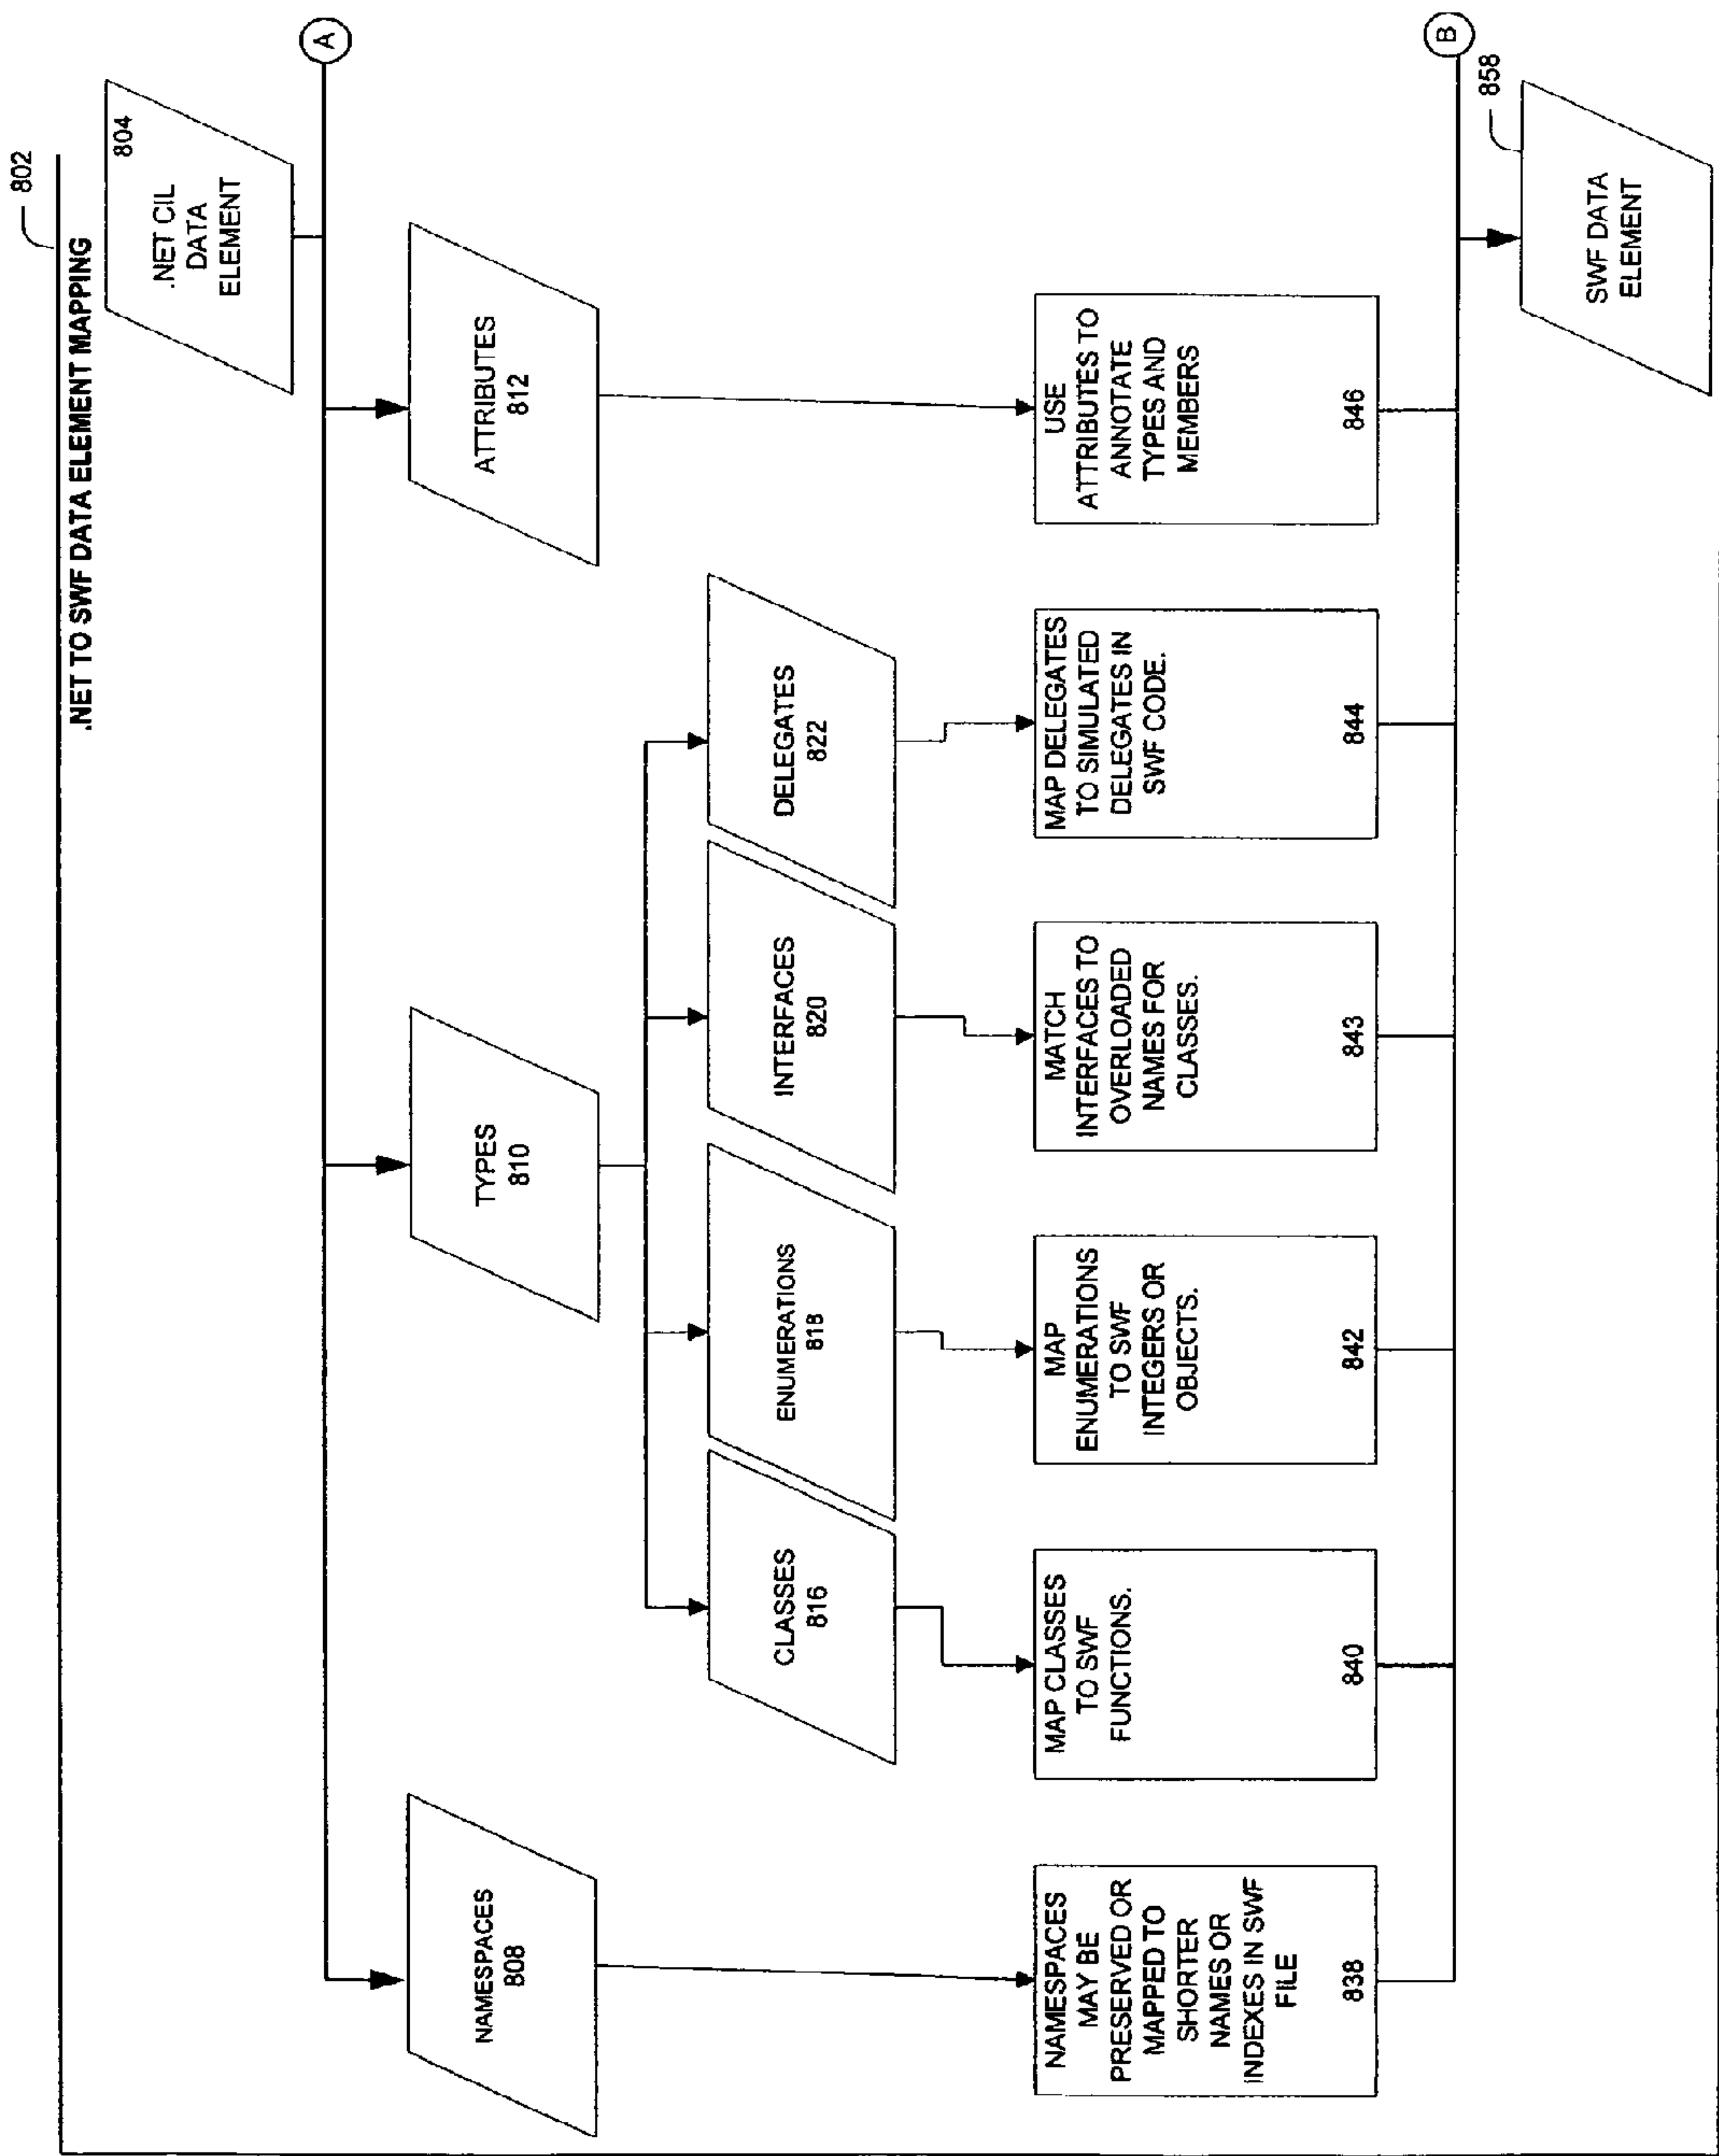 802
.NET TO SWF DATA ELEMENT MAPPING
804
.NET CIL
DATA
ELEMENT
A
NAMESPACES
808
TYPES
810
ATTRIBUTES
812
CLASSES
816
ENUMERATIONS
818
INTERFACES
820
DELEGATES
822
NAMESPACES
MAY BE
PRESERVED OR
MAPPED TO
SHORTER
NAMES OR
INDEXES IN SWF
FILE
838
MAP CLASSES
TO SWF
FUNCTIONS.
840
MAP
ENUMERATIONS
TO SWF
INTEGERS OR
OBJECTS.
842
MATCH
INTERFACES TO
OVERLOADED
NAMES FOR
CLASSES.
843
MAP DELEGATES
TO SIMULATED
DELEGATES IN
SWF CODE.
844
USE
ATTRIBUTES TO
ANNOTATE
TYPES AND
MEMBERS
846
B
858
SWF DATA
ELEMENT